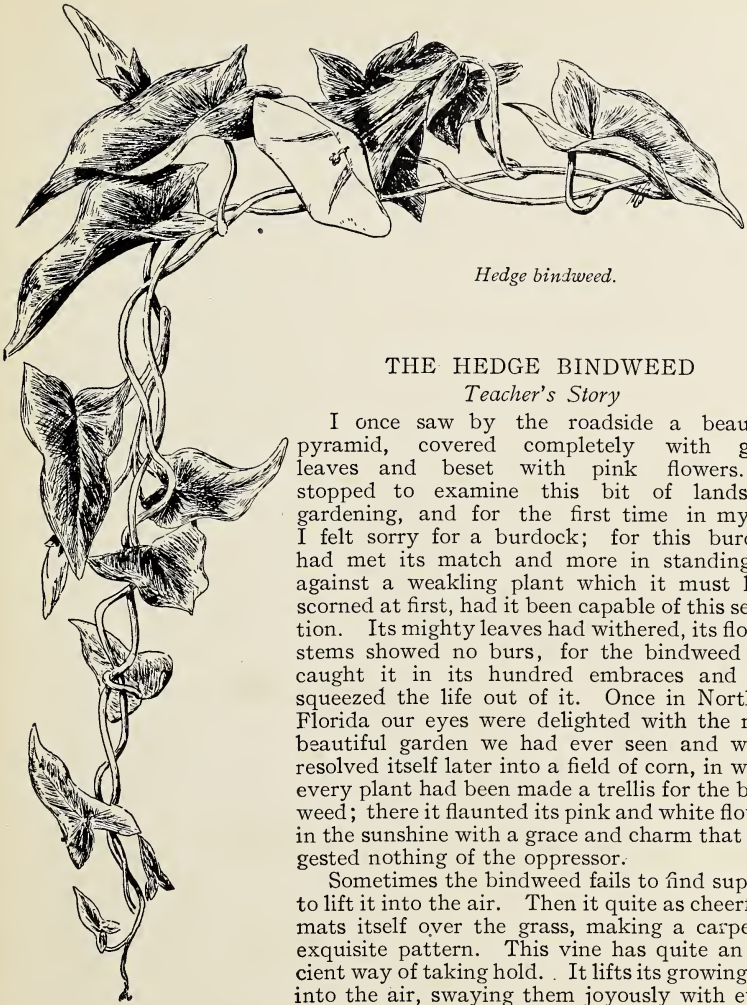 Hedge bindweed.
THE HEDGE BINDWEED
Teacher's Story
I once saw by the roadside a beau
pyramid, covered completely with g
leaves and beset with pink flowers.
stopped to examine this bit of lands
gardening, and for the first time in my
I felt sorry for a burdock; for this burd
had met its match and more in standing
against a weakling plant which it must h
scorned at first, had it been capable of this se
tion. Its mighty leaves had withered, its flo
stems showed no burs, for the bindweed
caught it in its hundred embraces and
squeezed the life out of it. Once in North
Florida our eyes were delighted with the m
beautiful garden we had ever seen and w
resolved itself later into a field of corn, in w
every plant had been made a trellis for the b
weed; there it flaunted its pink and white flo
in the sunshine with a grace and charm that
gested nothing of the oppressor.
Sometimes the bindweed fails to find sup
to lift it into the air. Then it quite as cheerf
mats itself over the grass, making a carpe
exquisite pattern. This vine has quite an
cient way of taking hold. It lifts its growing
into the air, swaying them joyously with e